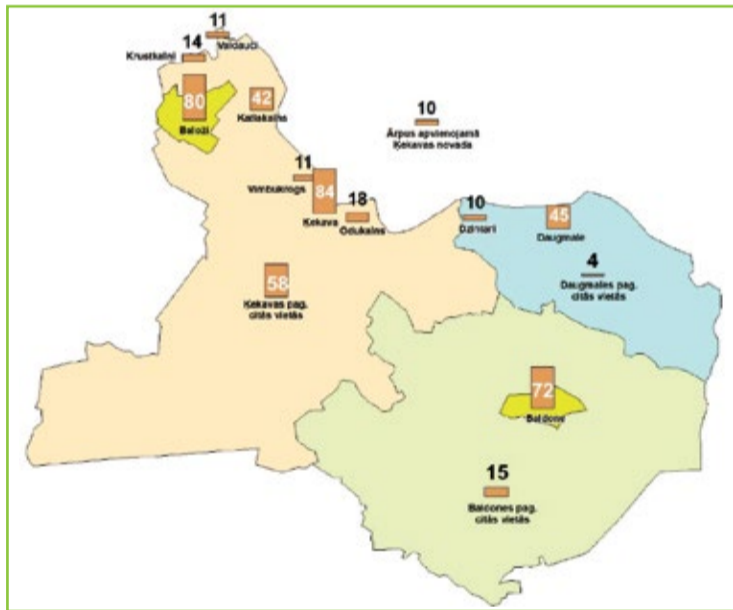 11
Valdauci
14
Krustkalni
80
Baloži
42
Katlakalns
10
Ārpus apvienojamā
Ķekavas novada
11
Vimbukrogs
84
Ķekava
18
Odukalns
10
Dzintari
45
Daugmale
4
Daugmales pag.
citās vietās
58
Ķekavas pag.
citās vietās
72
Baldone
15
Baldones pag.
citās vietās